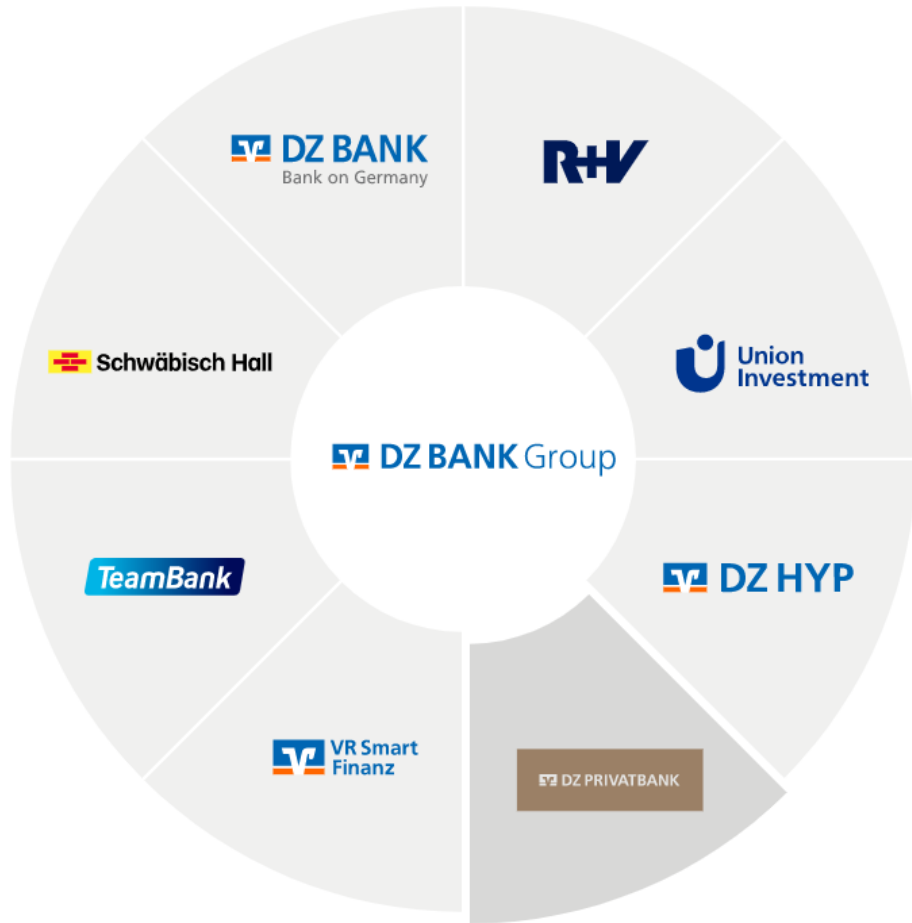 DZ BANK
Bank on Germany
R+V
Schwäbisch Hall
Union
Investment
DZ BANK Group
TeamBank
DZ HYP
VR Smart
Finanz
DZ PRIVATBANK